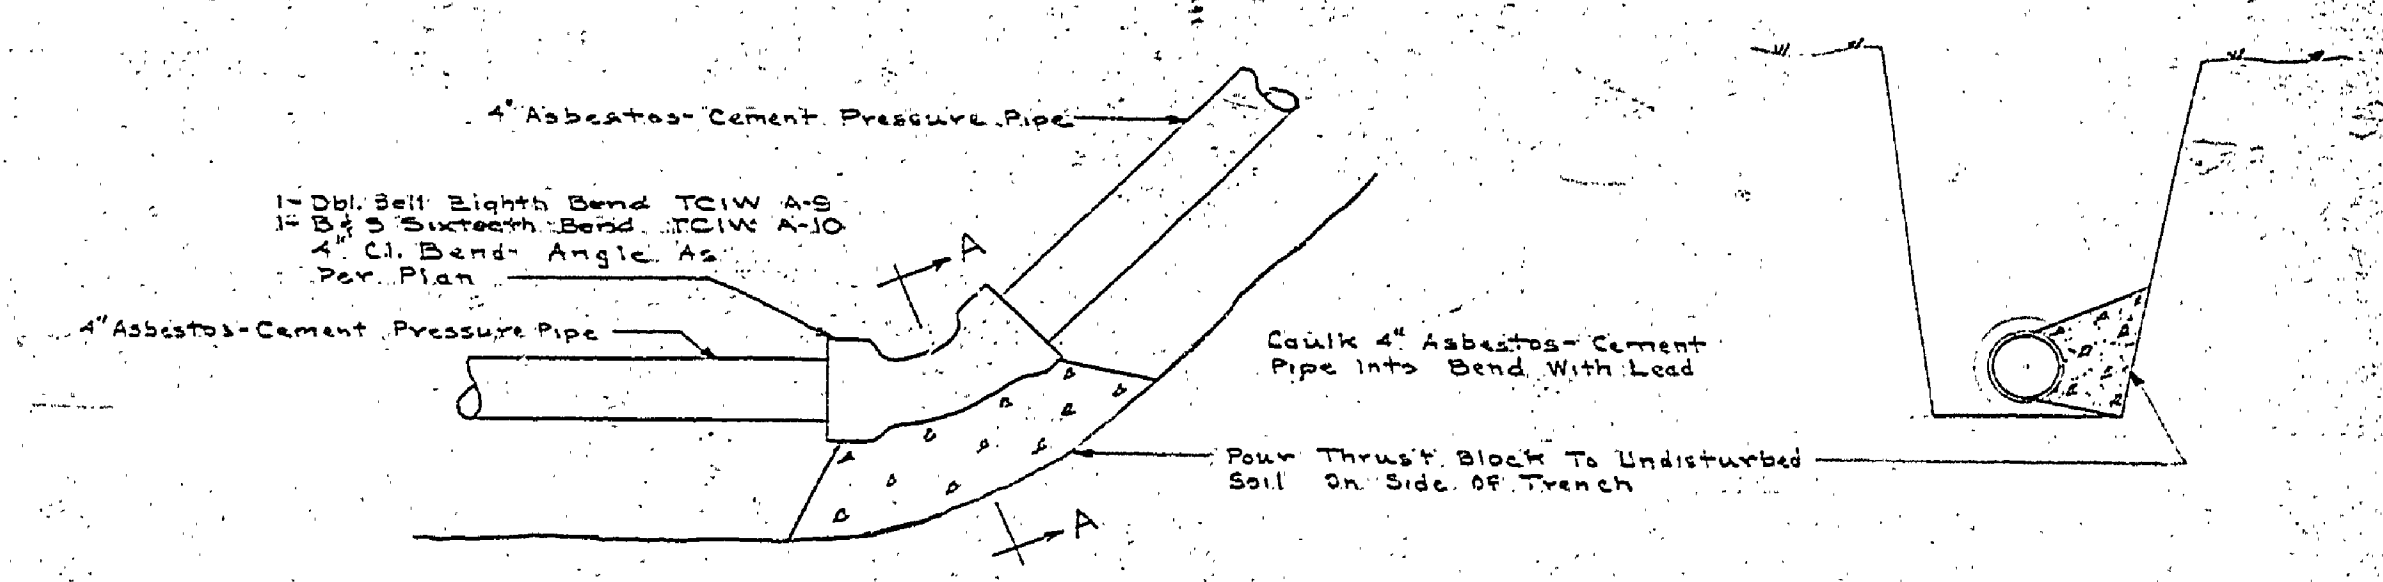 4" Asbestos-Cement Pressure Pipe
1- Dbl. Bell Eighth Bend TCIW A-9
1- B & S Sixteeth Bend TCIW A-10
4" C.I. Bend- Angle As
Per Plan
A
4" Asbestos-Cement Pressure Pipe
Caulk 4" Asbestos-Cement
Pipe Into Bend With Lead
Pour Thrust Block To Undisturbed
Soil On Side Of Trench
A